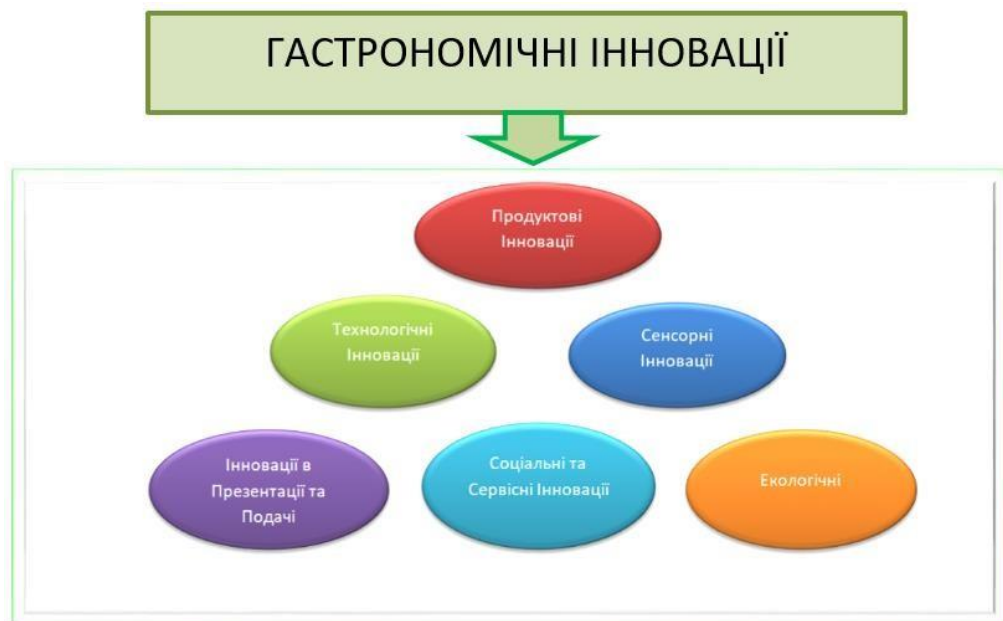 ГАСТРОНОМІЧНІ ІННОВАЦІЇ
Продуктові
Інновації
Технологічні
Інновації
Сенсорні
Інновації
Інновації в
Презентації та
Подачі
Соціальні та
Сервісні Інновації
Екологічні